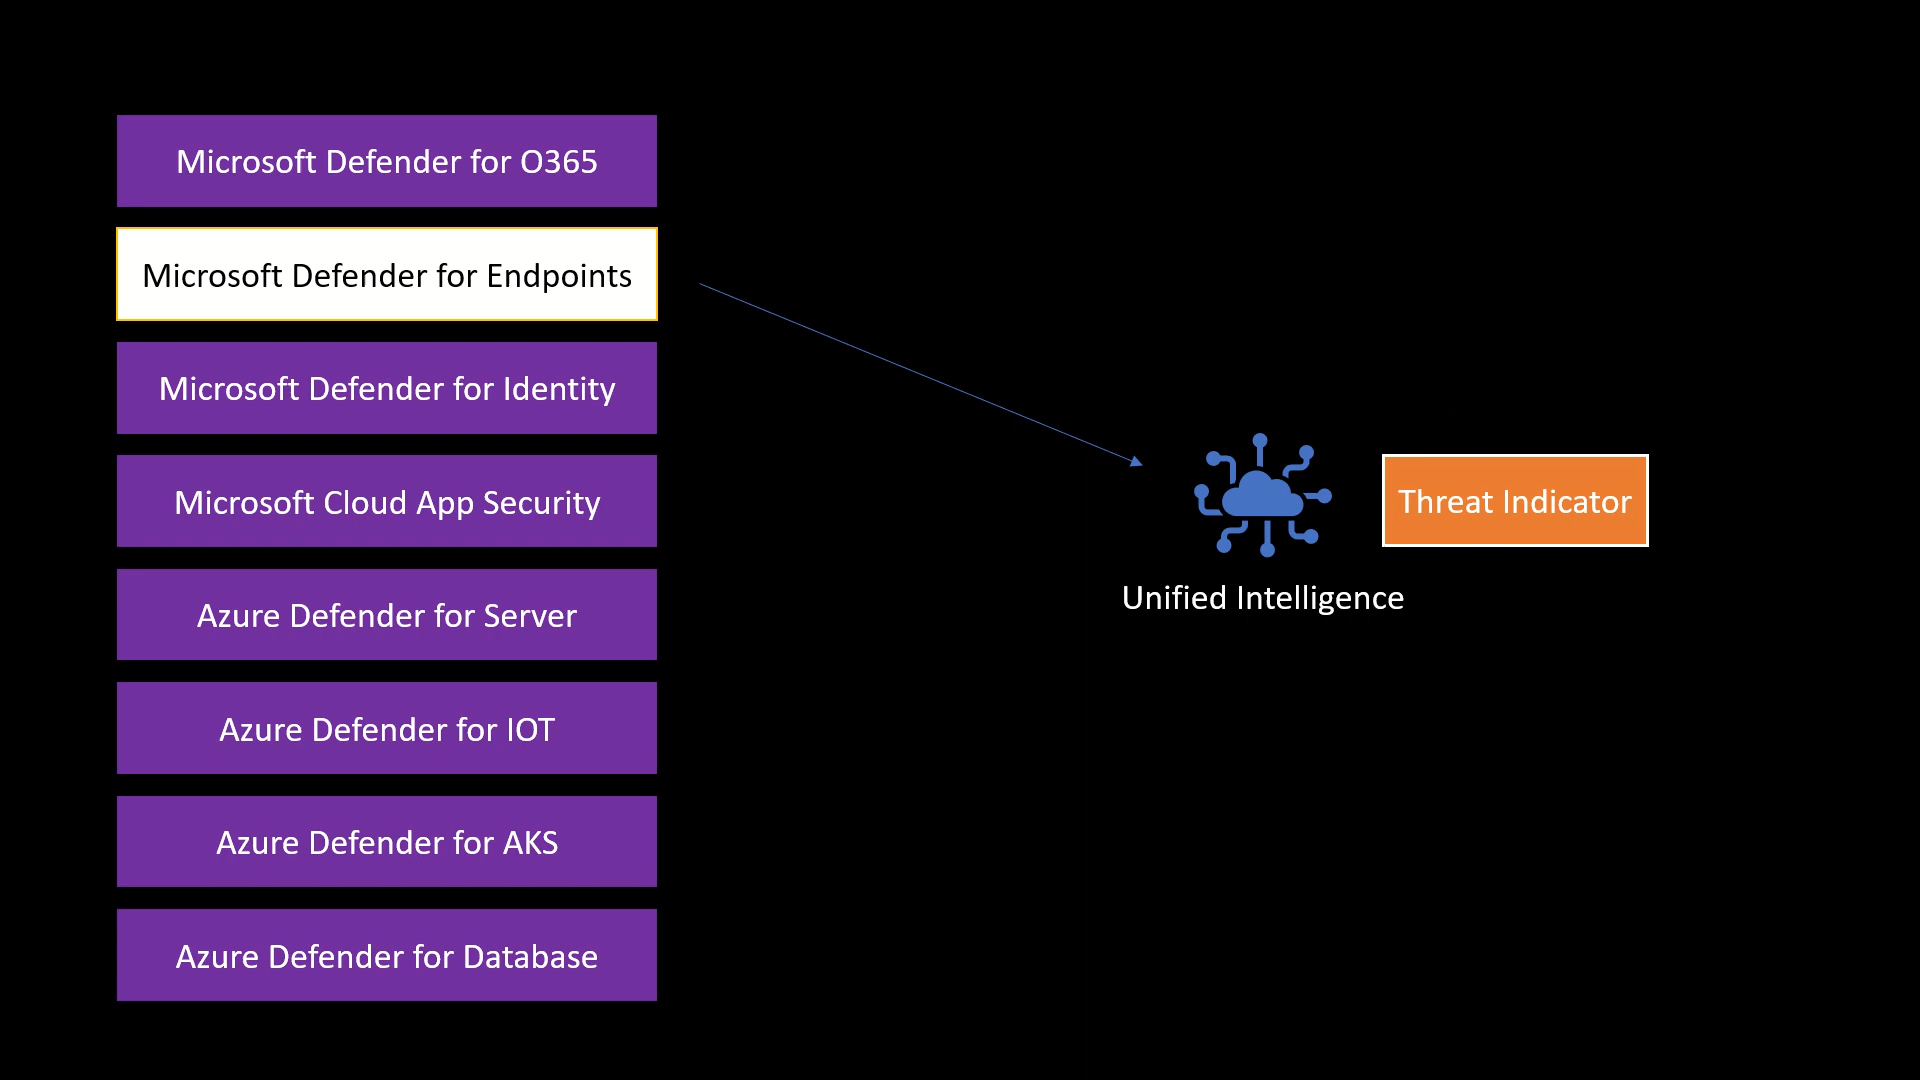 Microsoft Defender for O365
Microsoft Defender for Endpoints
Microsoft Defender for Identity
Microsoft Cloud App Security
Azure Defender for Server
Azure Defender for IOT
Azure Defender for AKS
Azure Defender for Database
Threat Indicator
Unified Intelligence